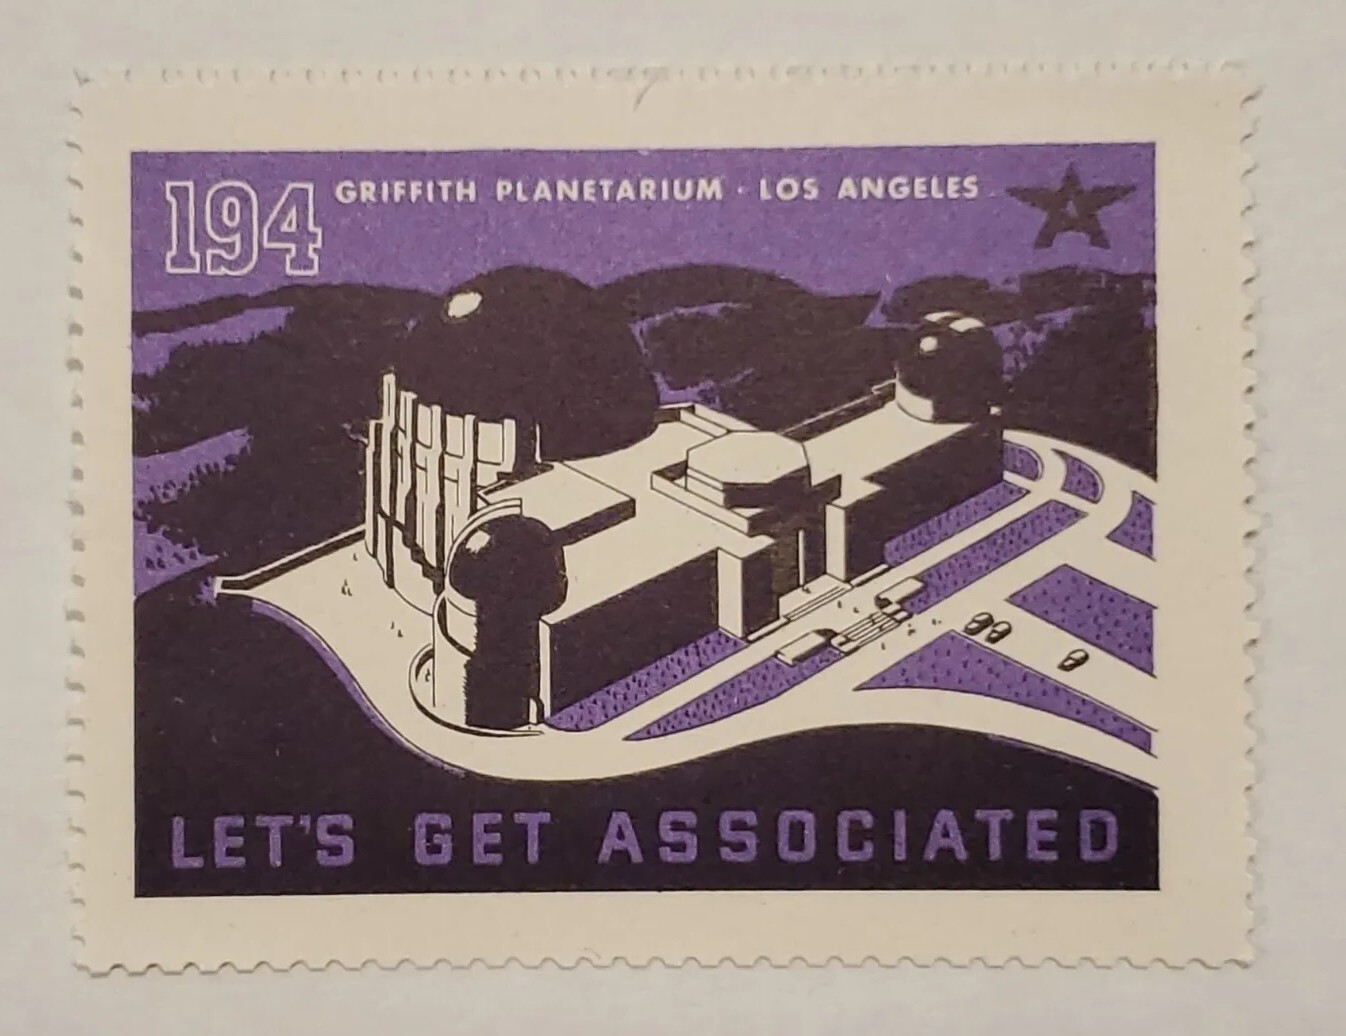 194 GRIFFITH PLANETARIUM · LOS ANGELES A
LET'S GET ASSOCIATED